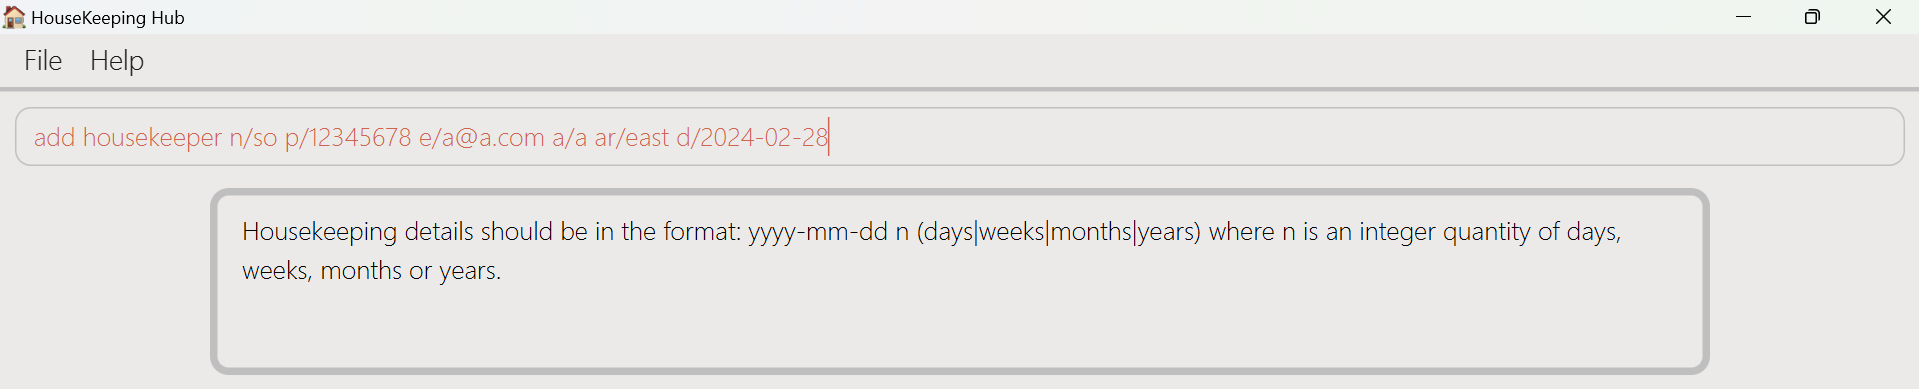 HouseKeeping Hub
File Help
add housekeeper n/so p/12345678 e/a@a.com a/a ar/east d/2024-02-28
Housekeeping details should be in the format: yyyy-mm-dd n (days|weeks|months|years) where n is an integer quantity of days,
weeks, months or years.